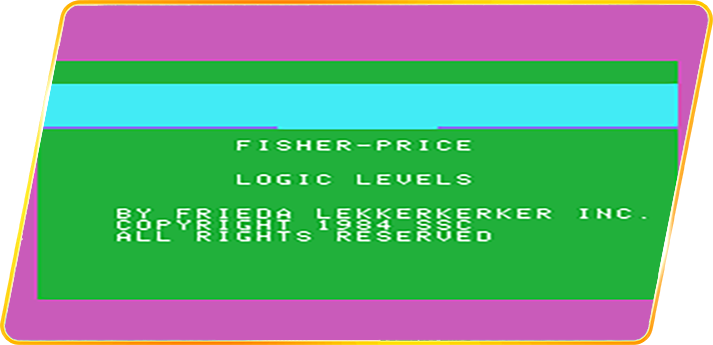 FISHER-PRICE
LOGIC LEVELS
BY FRIEDA LEKKERKERKER INC.
COPYRIGHT 1984 SSC
ALL RIGHTS RESERVED